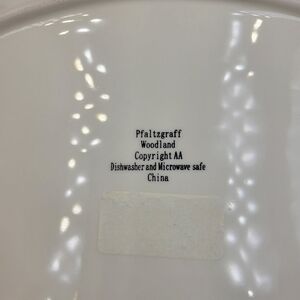 Pfaltzgraff
Woodland
Copyright AA
Dishwasher and Microwave safe
China